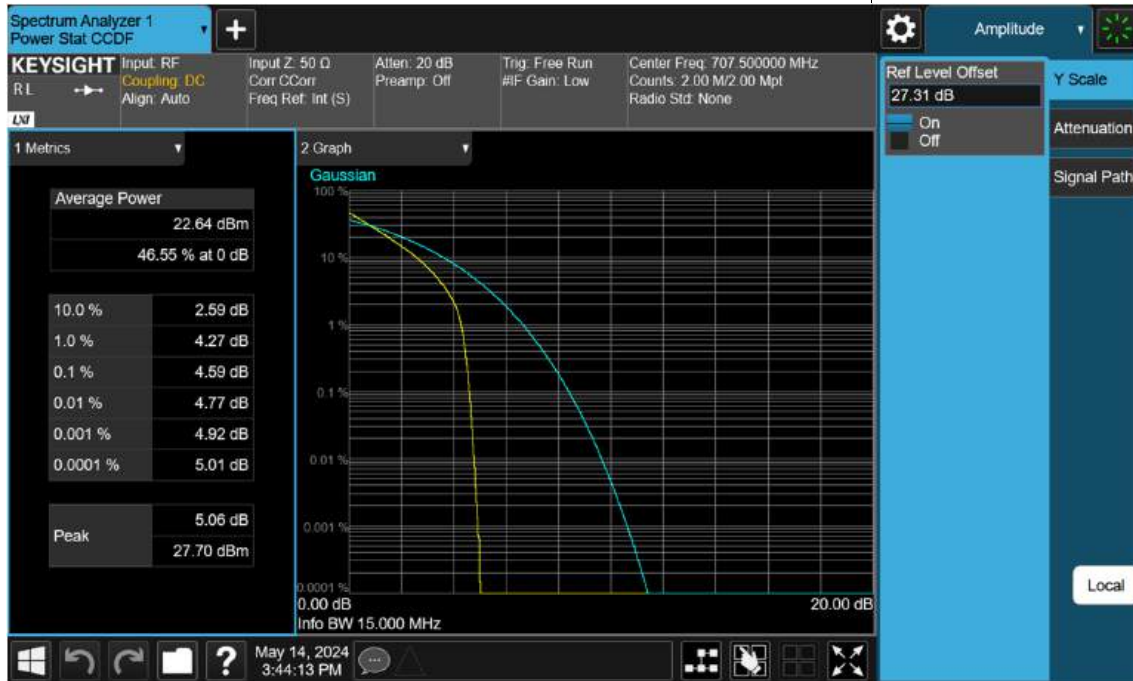 Spectrum Analyzer 1
Power Stat CCDF
+
Amplitude
KEYSIGHT
RL
LXI
Input: RF
Coupling: DC
Align: Auto
Input Z: 50 Ω
Corr CCorr
Freq Ref: Int (S)
Atten: 20 dB
Preamp: Off
Trig: Free Run
#IF Gain: Low
Center Freq: 707.500000 MHz
Counts: 2.00 M/2.00 Mpt
Radio Std: None
Ref Level Offset
27.31 dB
On
Off
Y Scale
Attenuation
Signal Path
Local
1 Metrics
Average Power
22.64 dBm
46.55 % at 0 dB
10.0 % 2.59 dB
1.0 % 4.27 dB
0.1 % 4.59 dB
0.01 % 4.77 dB
0.001 % 4.92 dB
0.0001 % 5.01 dB
Peak
5.06 dB
27.70 dBm
2 Graph
Gaussian
100 %
10 %
1 %
0.1 %
0.01 %
0.001 %
0.0001 %
0.00 dB 20.00 dB
Info BW 15.000 MHz
?
May 14, 2024
3:44:13 PM